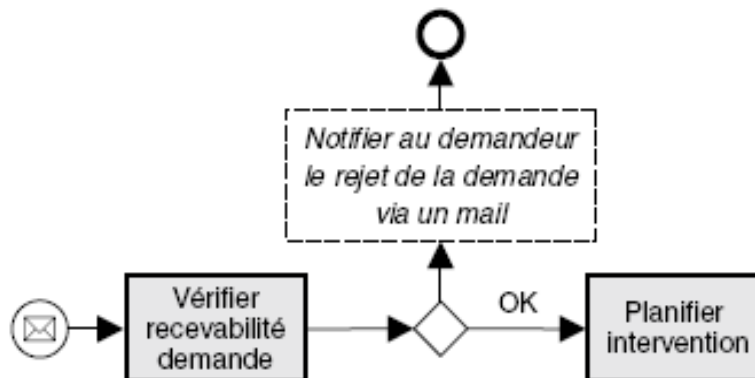 Notifier au demandeur
le rejet de la demande
via un mail
Vérifier
recevabilité
demande
OK
Planifier
intervention